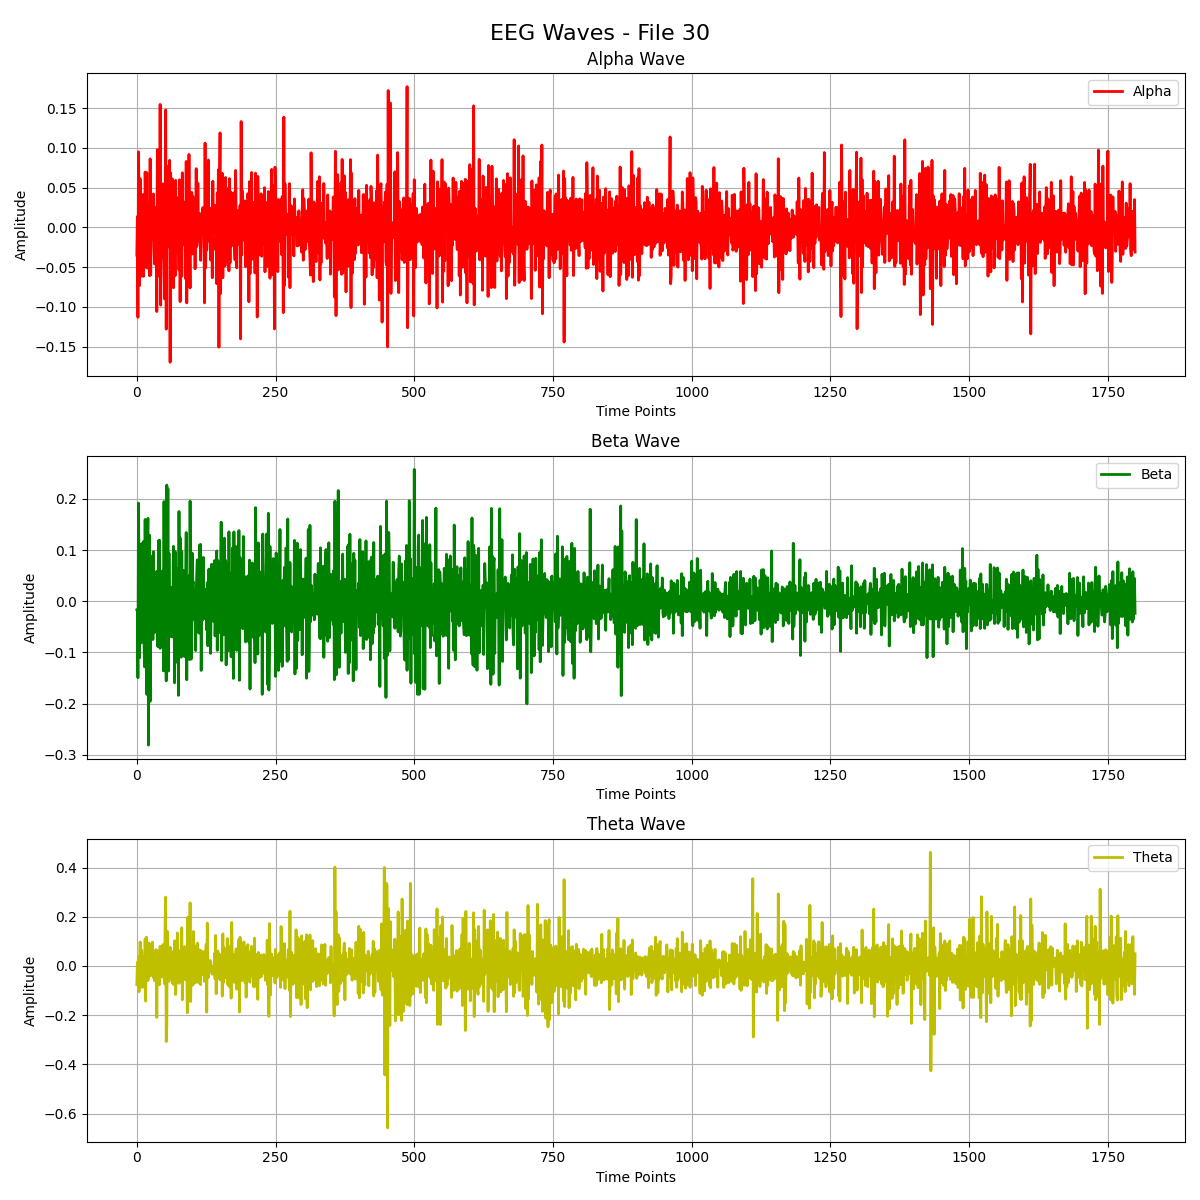 EEG Waves - File 30
Alpha Wave
Alpha
0.15
0.10
0.05
0.00
−0.05
−0.10
−0.15
Amplitude
0 250 500 750 1000 1250 1500 1750
Time Points
Beta Wave
Beta
0.2
0.1
0.0
−0.1
−0.2
−0.3
Amplitude
0 250 500 750 1000 1250 1500 1750
Time Points
Theta Wave
Theta
0.4
0.2
0.0
−0.2
−0.4
−0.6
Amplitude
0 250 500 750 1000 1250 1500 1750
Time Points